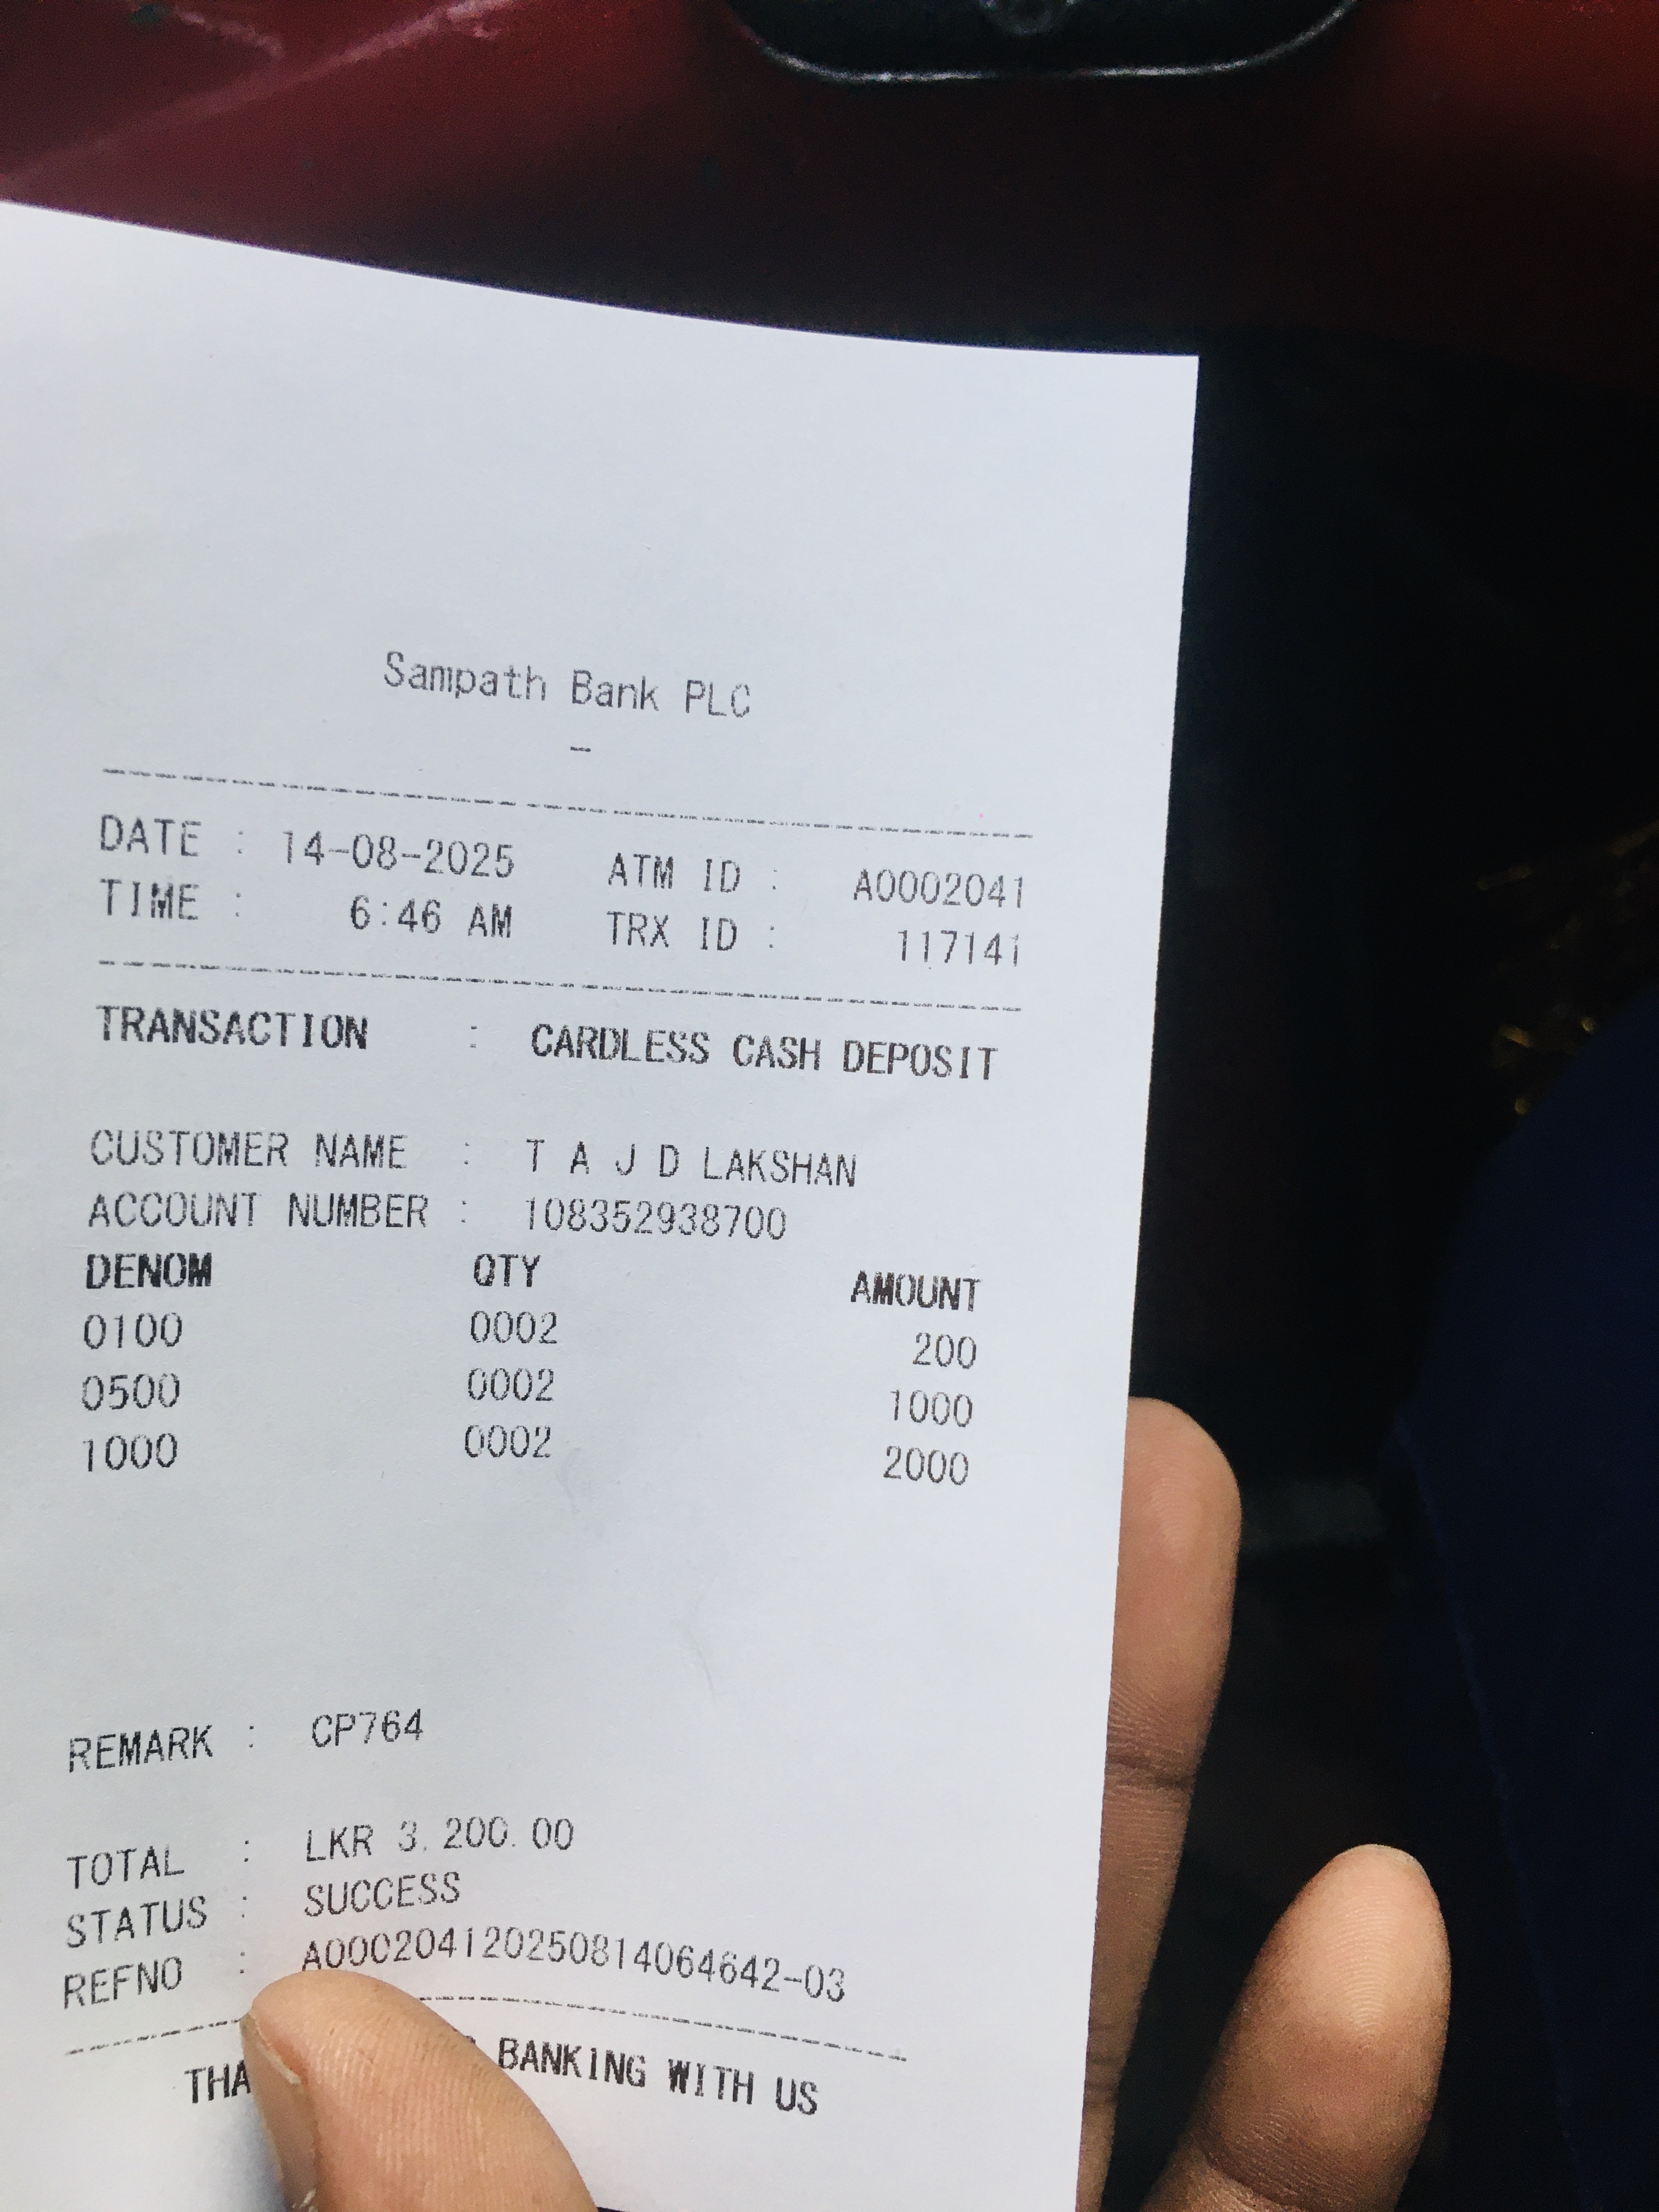 Sampath Bank PLC
-
DATE : 14-08-2025 ATM ID : A0002041
TIME : 6:46 AM TRX ID : 117141
TRANSACTION : CARDLESS CASH DEPOSIT
CUSTOMER NAME : T A J D LAKSHAN
ACCOUNT NUMBER : 108352938700
DENOM QTY AMOUNT
0100 0002 200
0500 0002 1000
1000 0002 2000
REMARK : CP764
TOTAL : LKR 3,200.00
STATUS : SUCCESS
REFNO : A000204120250814064642-03
BANKING WITH US